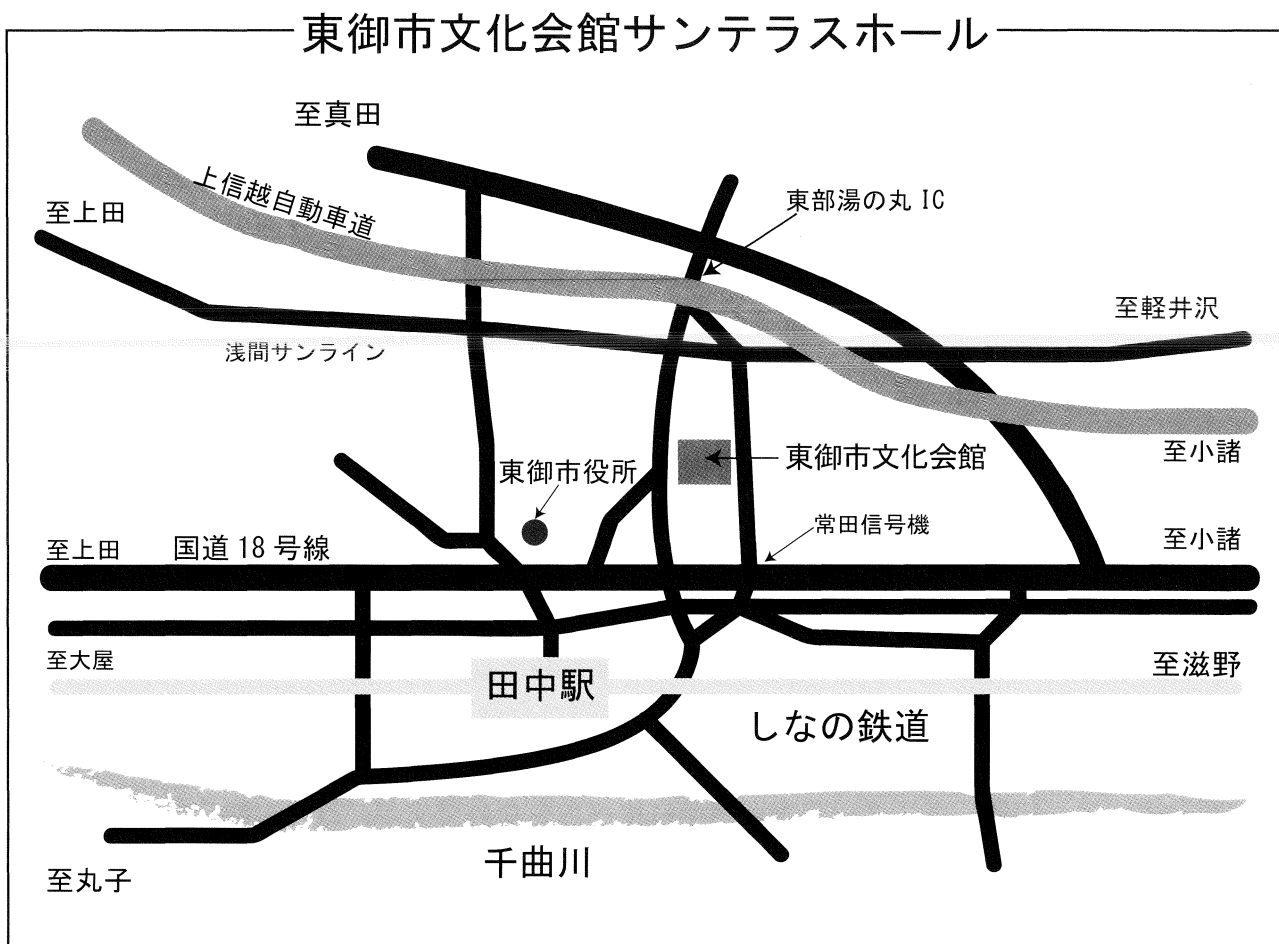 東御市文化会館サンテラスホール
至真田
上信越自動車道
東部湯の丸 IC
至上田
至軽井沢
浅間サンライン
至小諸
東御市役所
東御市文化会館
常田信号機
至上田
国道 18 号線
至小諸
至大屋
至滋野
田中駅
しなの鉄道
千曲川
至丸子